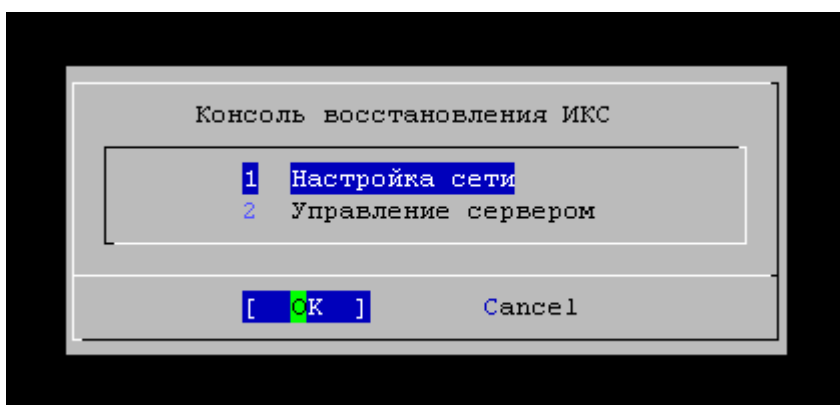 Консоль восстановления ИКС
1 Настройка сети
2 Управление сервером
[ OK ] Cancel